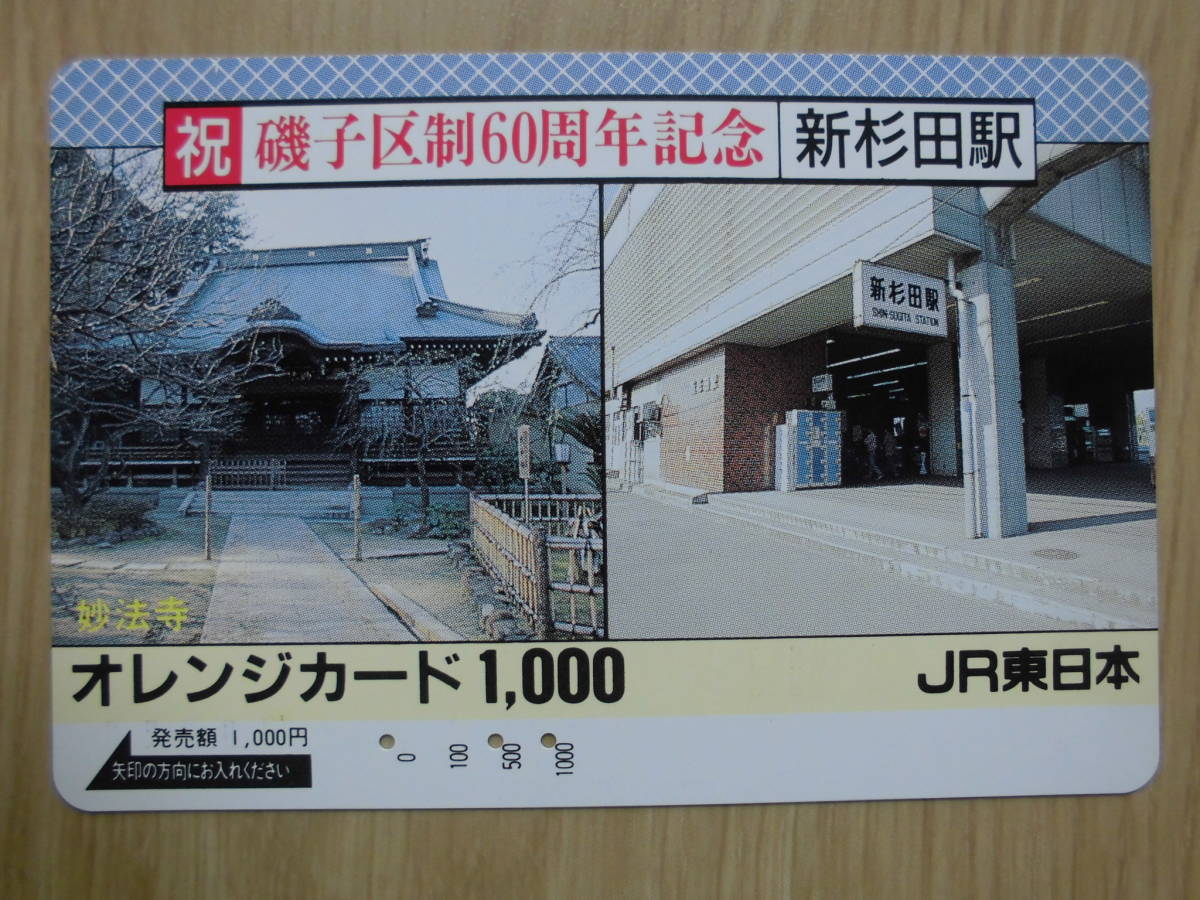 祝 磯子区制60周年記念 新杉田駅
新杉田駅
SHIN-SUGITA STATION
妙法寺
オレンジカード 1,000 JR東日本
発売額 1,000円
矢印の方向にお入れください
0 100 500 1000